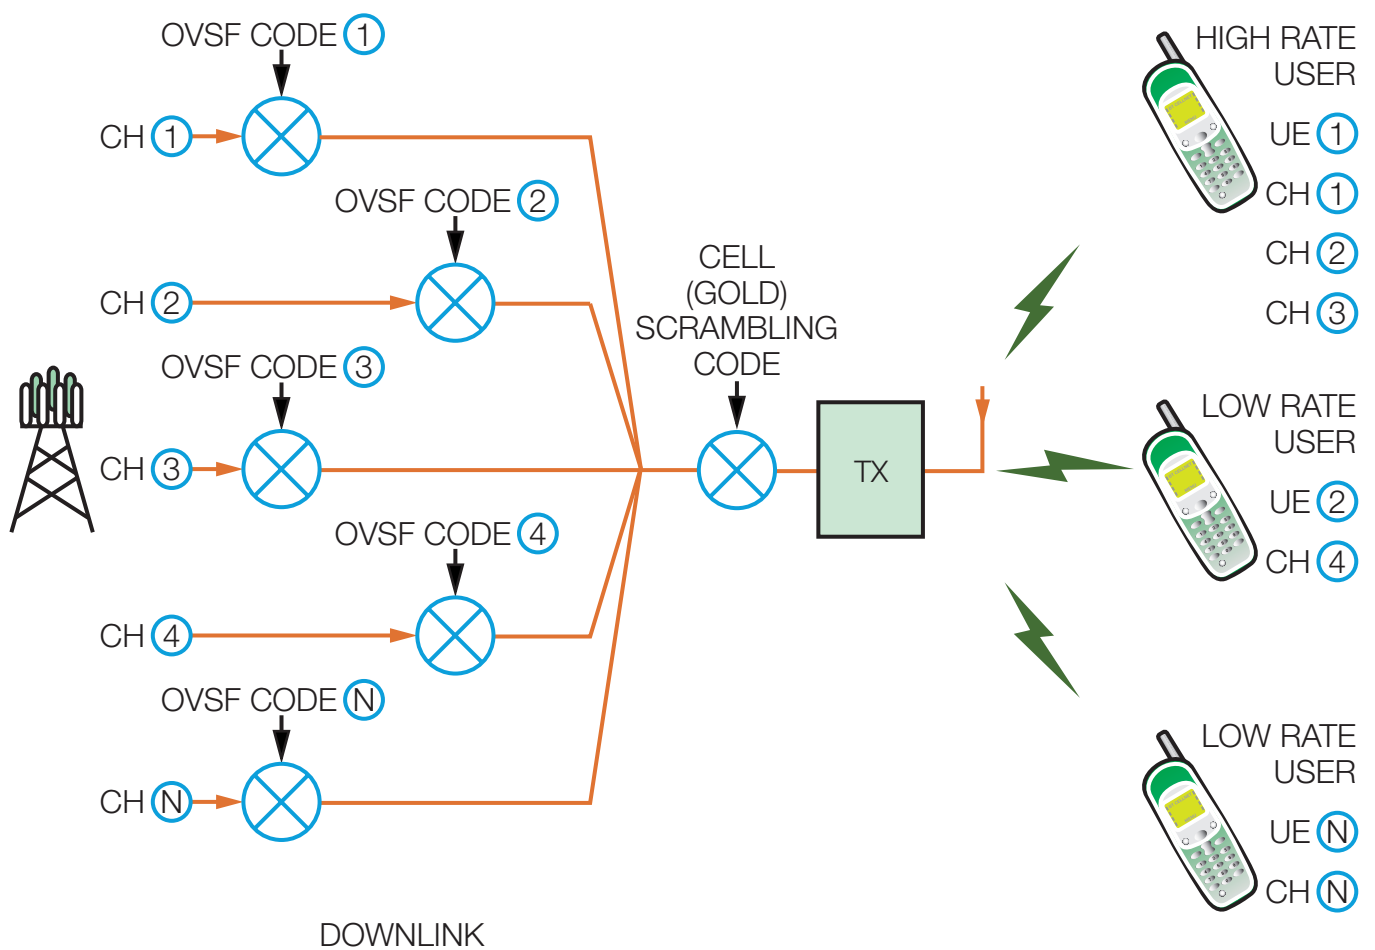 OVSF CODE 1
CH 1
OVSF CODE 2
CH 2
OVSF CODE 3
CH 3
OVSF CODE 4
CH 4
OVSF CODE N
CH N
CELL
(GOLD)
SCRAMBLING
CODE
TX
HIGH RATE
USER
UE 1
CH 1
CH 2
CH 3
LOW RATE
USER
UE 2
CH 4
LOW RATE
USER
UE N
CH N
DOWNLINK